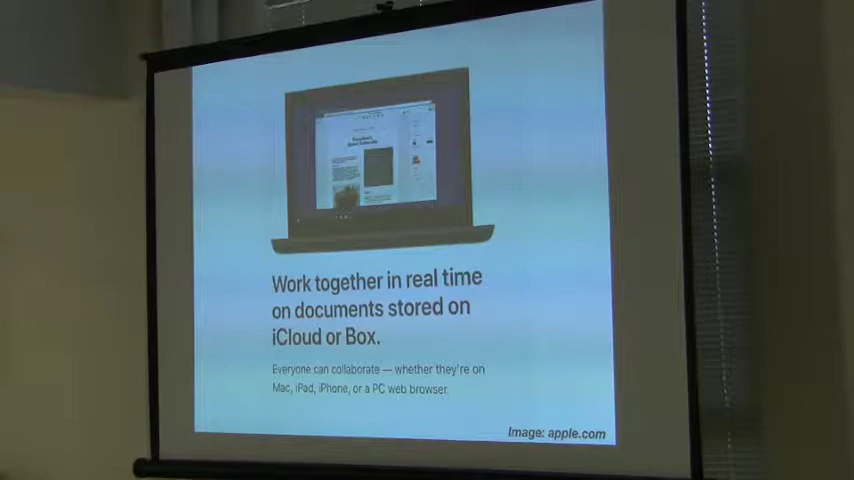 Work together in real time
on documents stored on
iCloud or Box.
Everyone can collaborate — whether they're on
Mac, iPad, iPhone, or a PC web browser.
Image: apple.com